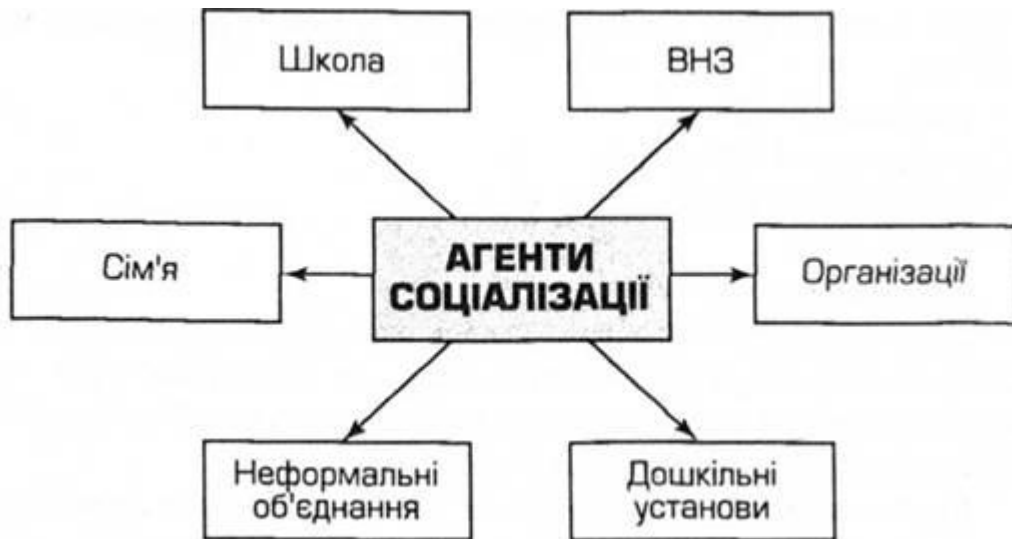 Школа
ВНЗ
Сім'я
АГЕНТИ
СОЦІАЛІЗАЦІЇ
Організації
Неформальні
об'єднання
Дошкільні
установи